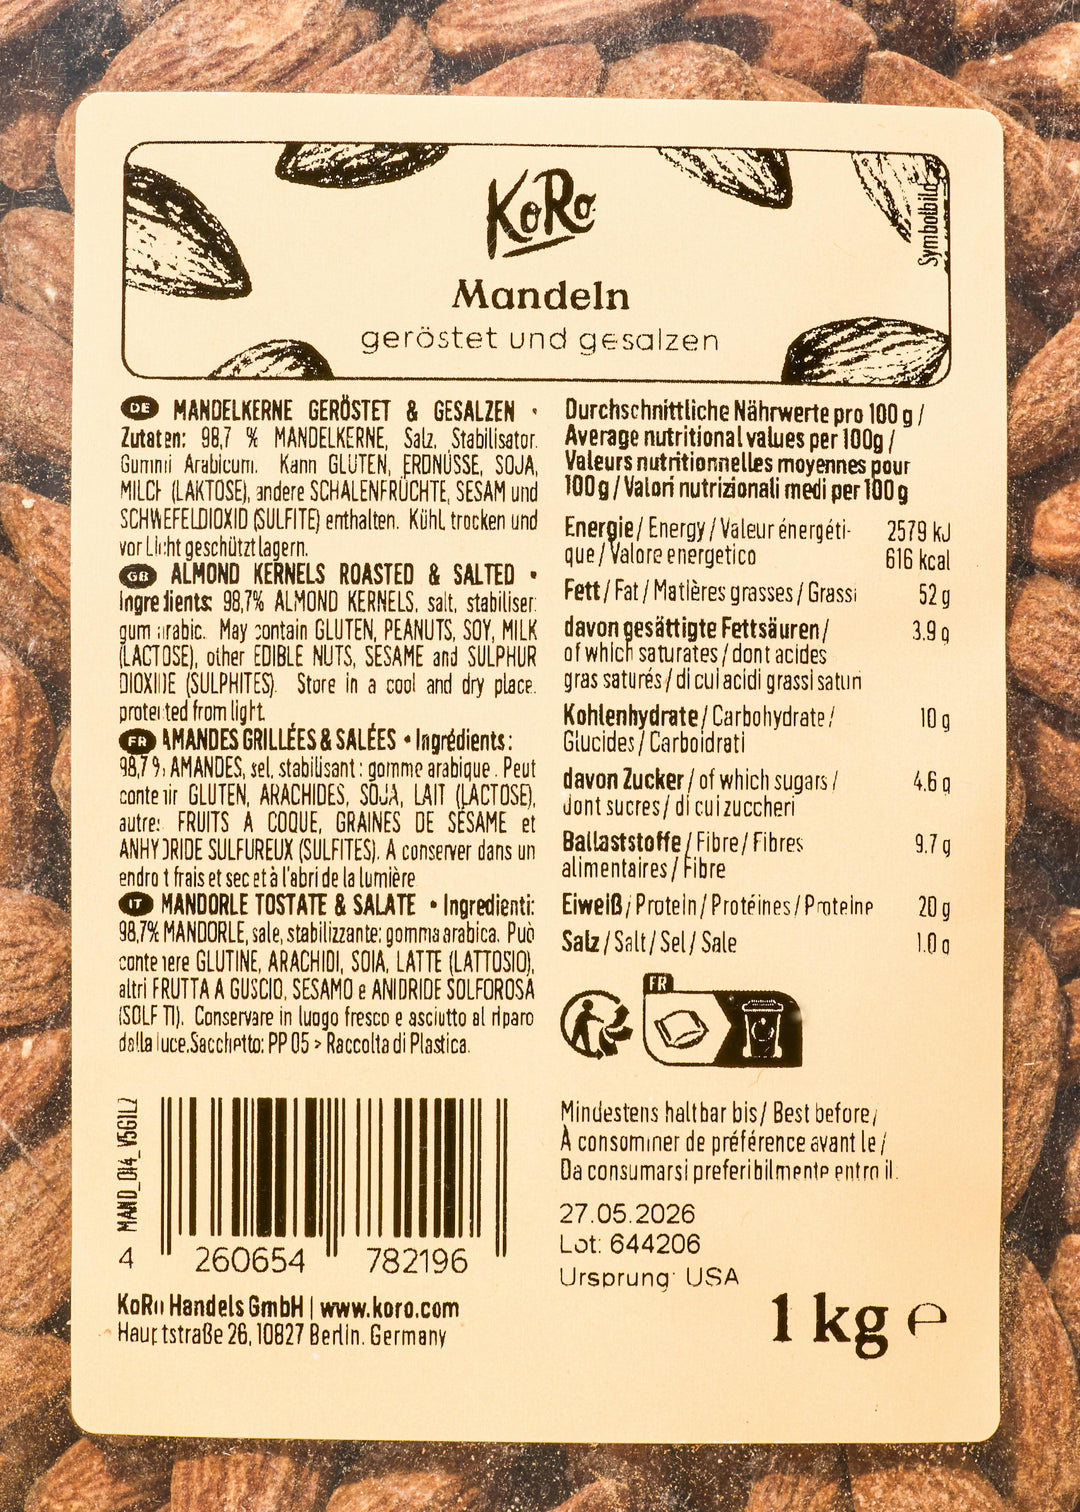 KoRo
Symbolbild
Mandeln
geröstet und gesalzen
DE MANDELKERNE GERÖSTET & GESALZEN •
Zutaten: 98,7 % MANDELKERNE, Salz, Stabilisator:
Gummi Arabicum. Kann GLUTEN, ERDNÜSSE, SOJA,
MILCH (LAKTOSE), andere SCHALENFRÜCHTE, SESAM und
SCHWEFELDIOXID (SULFITE) enthalten. Kühl, trocken und
vor Licht geschützt lagern.
GB ALMOND KERNELS ROASTED & SALTED •
Ingredients: 98,7% ALMOND KERNELS, salt, stabiliser:
gum arabic. May contain GLUTEN, PEANUTS, SOY, MILK
(LACTOSE), other EDIBLE NUTS, SESAME and SULPHUR
DIOXIDE (SULPHITES). Store in a cool and dry place,
protected from light.
FR AMANDES GRILLÉES & SALÉES • Ingrédients:
98,7% AMANDES, sel, stabilisant: gomme arabique. Peut
contenir GLUTEN, ARACHIDES, SOJA, LAIT (LACTOSE),
autres FRUITS A COQUE, GRAINES DE SÉSAME et
ANHYDRIDE SULFUREUX (SULFITES). A conserver dans un
endroit frais et sec et à l'abri de la lumière
IT MANDORLE TOSTATE & SALATE • Ingredienti:
98,7% MANDORLE, sale, stabilizzante: gomma arabica. Può
contenere GLUTINE, ARACHIDI, SOIA, LATTE (LATTOSIO),
altri FRUTTA A GUSCIO, SESAMO e ANIDRIDE SOLFOROSA
(SOLFITI). Conservare in luogo fresco e asciutto al riparo
dalla luce.Sacchetto: PP 05 > Raccolta di Plastica.
Durchschnittliche Nährwerte pro 100 g /
Average nutritional values per 100g /
Valeurs nutritionnelles moyennes pour
100 g / Valori nutrizionali medi per 100 g
Energie / Energy / Valeur énergéti- 2579 kJ
que / Valore energetico 616 kcal
Fett / Fat / Matières grasses / Grassi 52 g
davon gesättigte Fettsäuren / 3.9 g
of which saturates / dont acides
gras saturés / di cui acidi grassi saturi
Kohlenhydrate / Carbohydrate / 10 g
Glucides / Carboidrati
davon Zucker / of which sugars / 4.6 g
dont sucres / di cui zuccheri
Ballaststoffe / Fibre / Fibres 9.7 g
alimentaires / Fibre
Eiweiß / Protein / Protéines / Proteine 20 g
Salz / Salt / Sel / Sale 1.0 g
FR
Mindestens haltbar bis / Best before /
À consommer de préférence avant le /
Da consumarsi preferibilmente entro il:
27.05.2026
Lot: 644206
Ursprung: USA
1 kg e
MAND_014_V5G1LZ
4 260654 782196
KoRo Handels GmbH | www.koro.com
Hauptstraße 26, 10827 Berlin, Germany